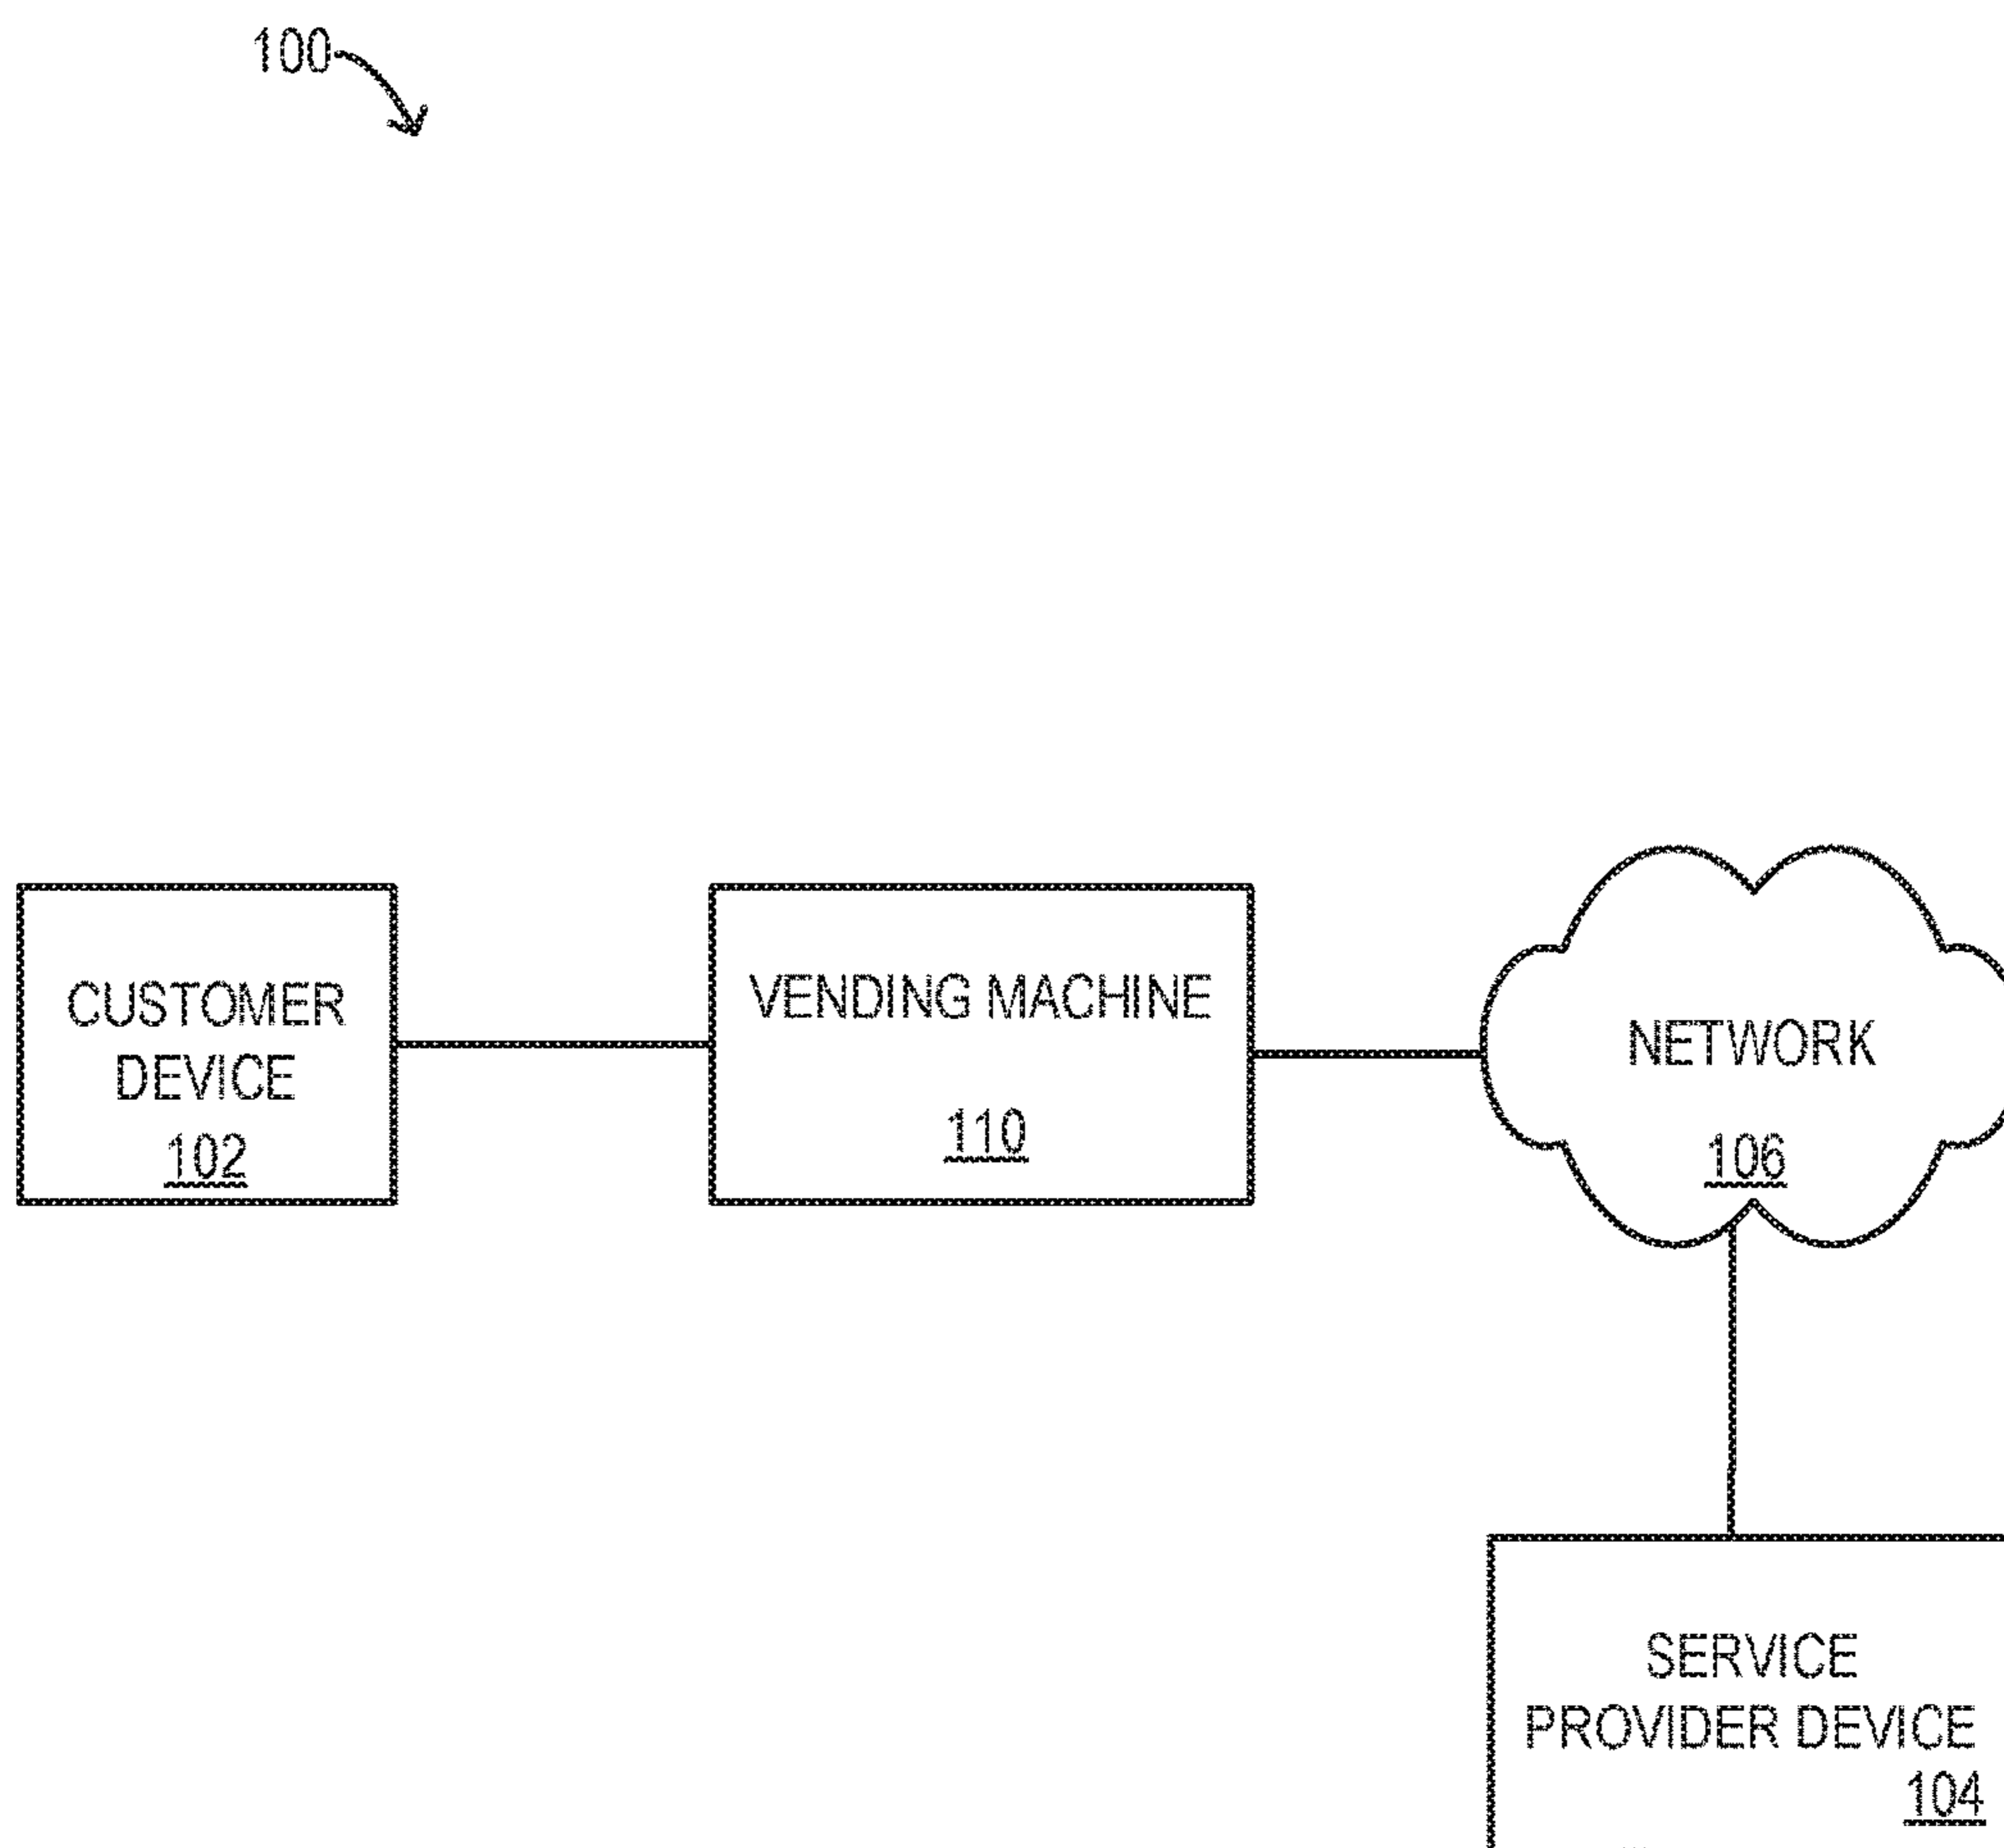 100
CUSTOMER
DEVICE
102
VENDING MACHINE
110
NETWORK
106
SERVICE
PROVIDER DEVICE
104